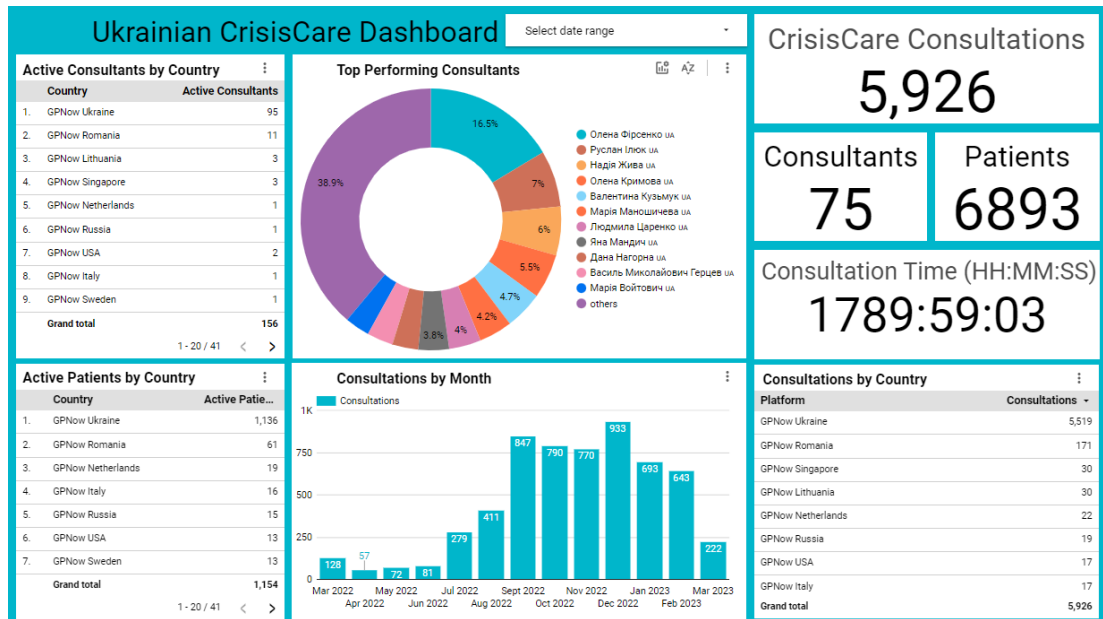 Ukrainian CrisisCare Dashboard
Select date range
CrisisCare Consultations
5,926
Consultants
75
Patients
6893
Consultation Time (HH:MM:SS)
1789:59:03
Active Consultants by Country
Country Active Consultants
1. GPNow Ukraine 95
2. GPNow Romania 11
3. GPNow Lithuania 3
4. GPNow Singapore 3
5. GPNow Netherlands 1
6. GPNow Russia 1
7. GPNow USA 2
8. GPNow Italy 1
9. GPNow Sweden 1
Grand total 156
1 - 20 / 41
Top Performing Consultants
16.5%
7%
6%
5.5%
4.7%
4.2%
4%
3.8%
38.9%
Олена Фірсенко UA
Руслан Ілюк UA
Надія Жива UA
Олена Кримова UA
Валентина Кузьмук UA
Марія Маношичева UA
Людмила Царенко UA
Яна Мандич UA
Дана Нагорна UA
Василь Миколайович Герцев UA
Марія Войтович UA
others
Active Patients by Country
Country Active Patie...
1. GPNow Ukraine 1,136
2. GPNow Romania 61
3. GPNow Netherlands 19
4. GPNow Italy 16
5. GPNow Russia 15
6. GPNow USA 13
7. GPNow Sweden 13
Grand total 1,154
1 - 20 / 41
Consultations by Month
Consultations
1K
750
500
250
0
128
57
72
81
279
411
847
790
770
933
693
643
222
Mar 2022
Apr 2022
May 2022
Jun 2022
Jul 2022
Aug 2022
Sept 2022
Oct 2022
Nov 2022
Dec 2022
Jan 2023
Feb 2023
Mar 2023
Consultations by Country
Platform Consultations
GPNow Ukraine 5,519
GPNow Romania 171
GPNow Singapore 30
GPNow Lithuania 30
GPNow Netherlands 22
GPNow Russia 19
GPNow USA 17
GPNow Italy 17
Grand total 5,926